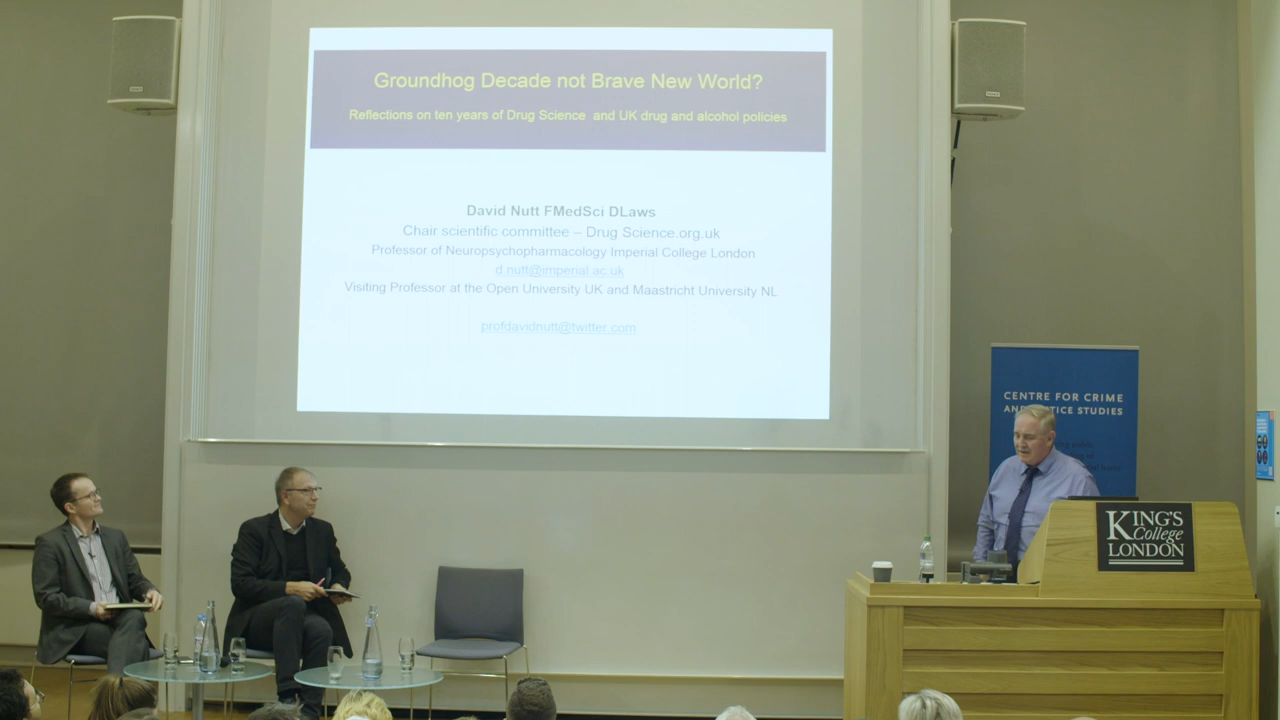 Groundhog Decade not Brave New World?
Reflections on ten years of Drug Science and UK drug and alcohol policies
David Nutt FMedSci DLaws
Chair scientific committee – Drug Science.org.uk
Professor of Neuropsychopharmacology Imperial College London
d.nutt@imperial.ac.uk
Visiting Professor at the Open University UK and Maastricht University NL
profdavidnutt@twitter.com
CENTRE FOR CRIME
STUDIES
KING'S
College
LONDON